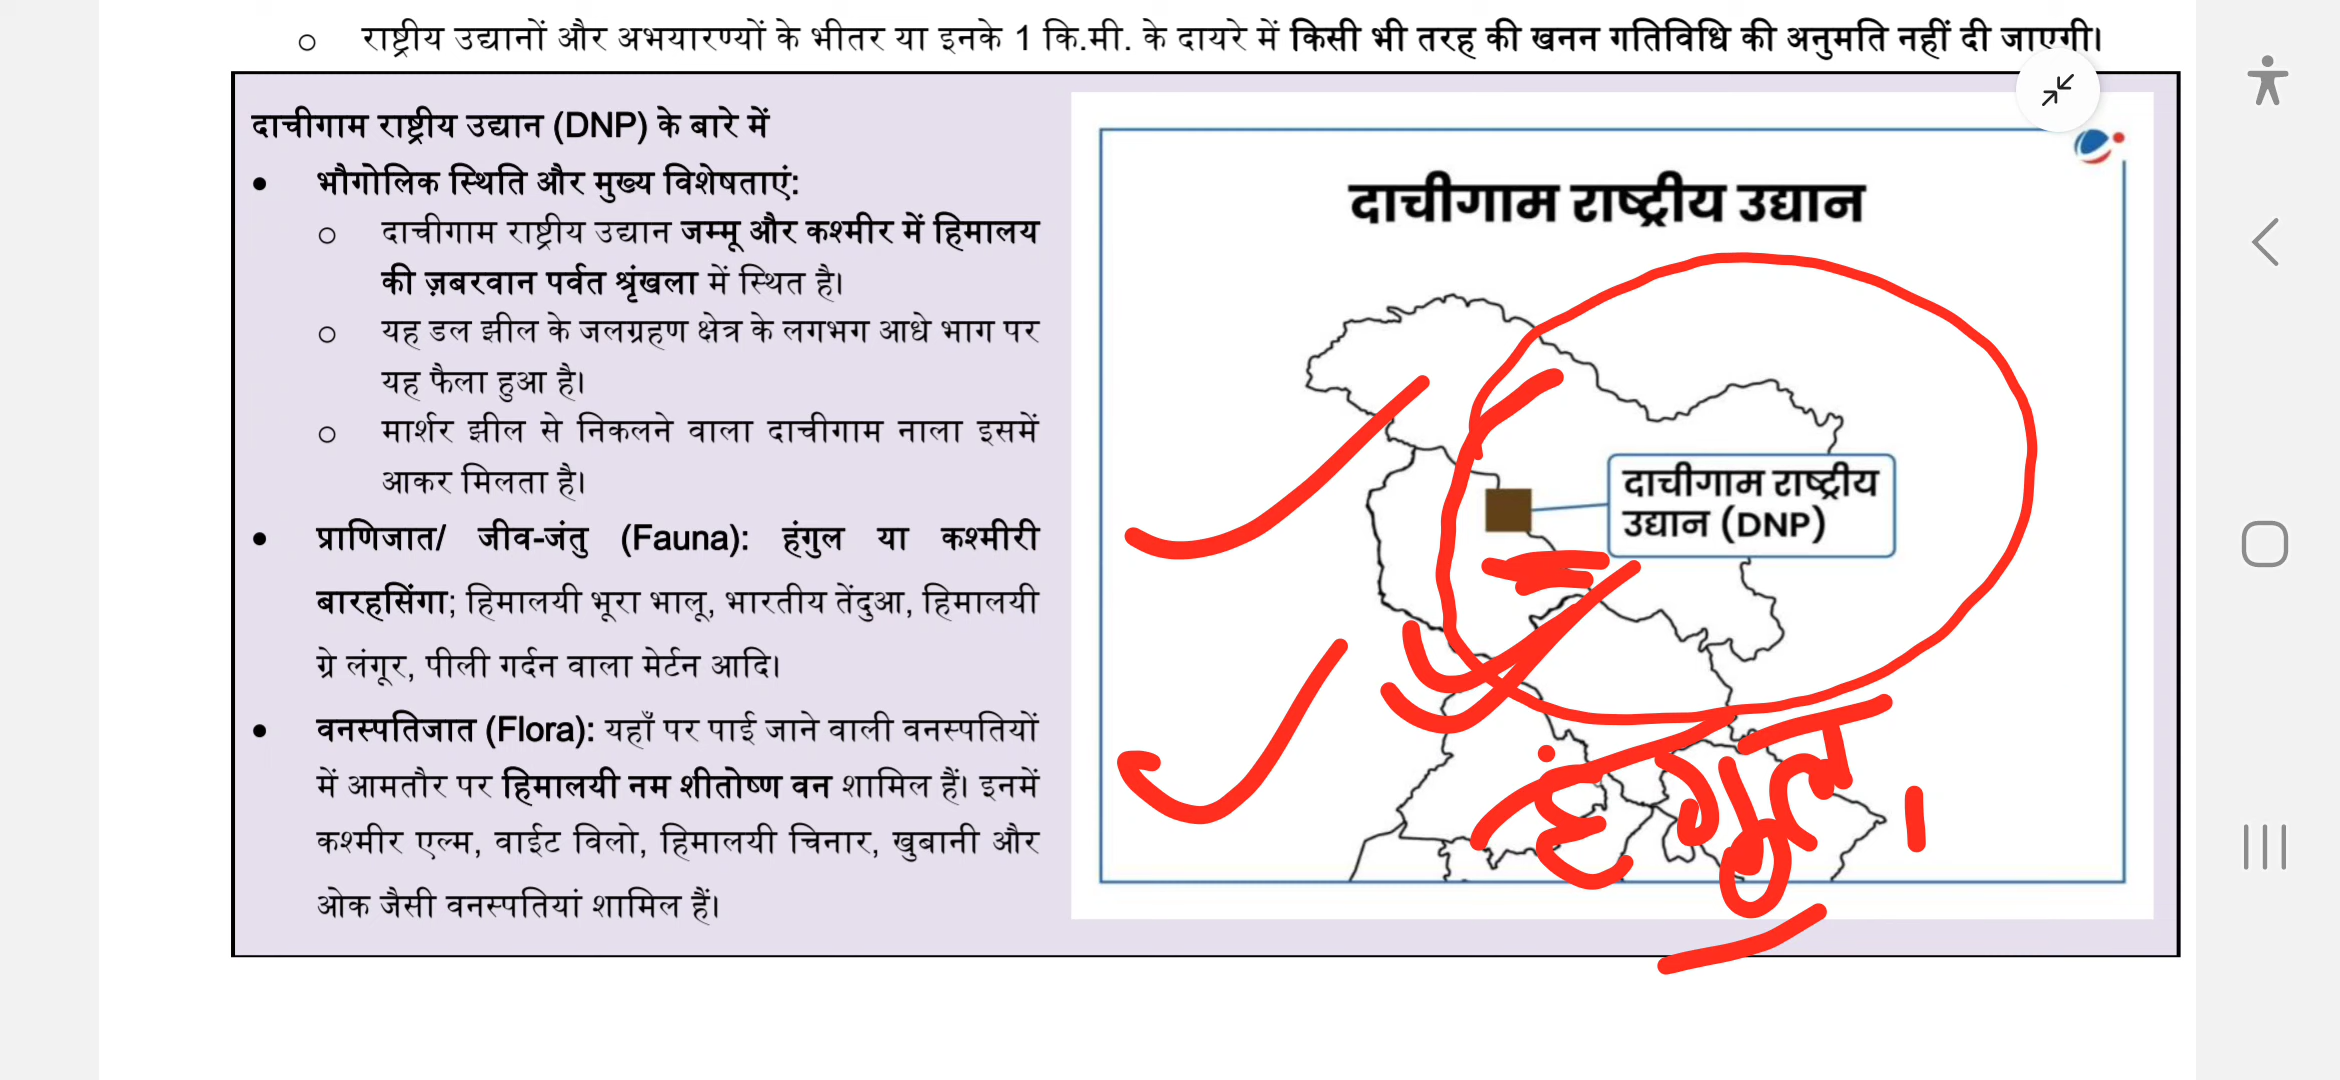 ○ राष्ट्रीय उद्यानों और अभयारण्यों के भीतर या इनके 1 कि.मी. के दायरे में किसी भी तरह की खनन गतिविधि की अनुमति नहीं दी जाएगी।
दाचीगाम राष्ट्रीय उद्यान (DNP) के बारे में
● भौगोलिक स्थिति और मुख्य विशेषताएं:
○ दाचीगाम राष्ट्रीय उद्यान जम्मू और कश्मीर में हिमालय
की ज़बरवान पर्वत श्रृंखला में स्थित है।
○ यह डल झील के जलग्रहण क्षेत्र के लगभग आधे भाग पर
यह फैला हुआ है।
○ मार्शर झील से निकलने वाला दाचीगाम नाला इसमें
आकर मिलता है।
● प्राणिजात/ जीव-जंतु (Fauna): हंगुल या कश्मीरी
बारहसिंगा; हिमालयी भूरा भालू, भारतीय तेंदुआ, हिमालयी
ग्रे लंगूर, पीली गर्दन वाला मेर्टन आदि।
● वनस्पतिजात (Flora): यहाँ पर पाई जाने वाली वनस्पतियों
में आमतौर पर हिमालयी नम शीतोष्ण वन शामिल हैं। इनमें
कश्मीर एल्म, वाईट विलो, हिमालयी चिनार, खुबानी और
ओक जैसी वनस्पतियां शामिल हैं।
दाचीगाम राष्ट्रीय उद्यान
दाचीगाम राष्ट्रीय
उद्यान (DNP)
हंगुल।